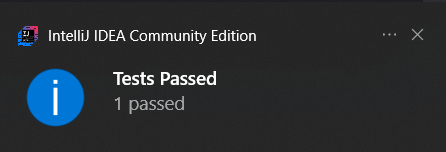 IntelliJ IDEA Community Edition
Tests Passed
1 passed